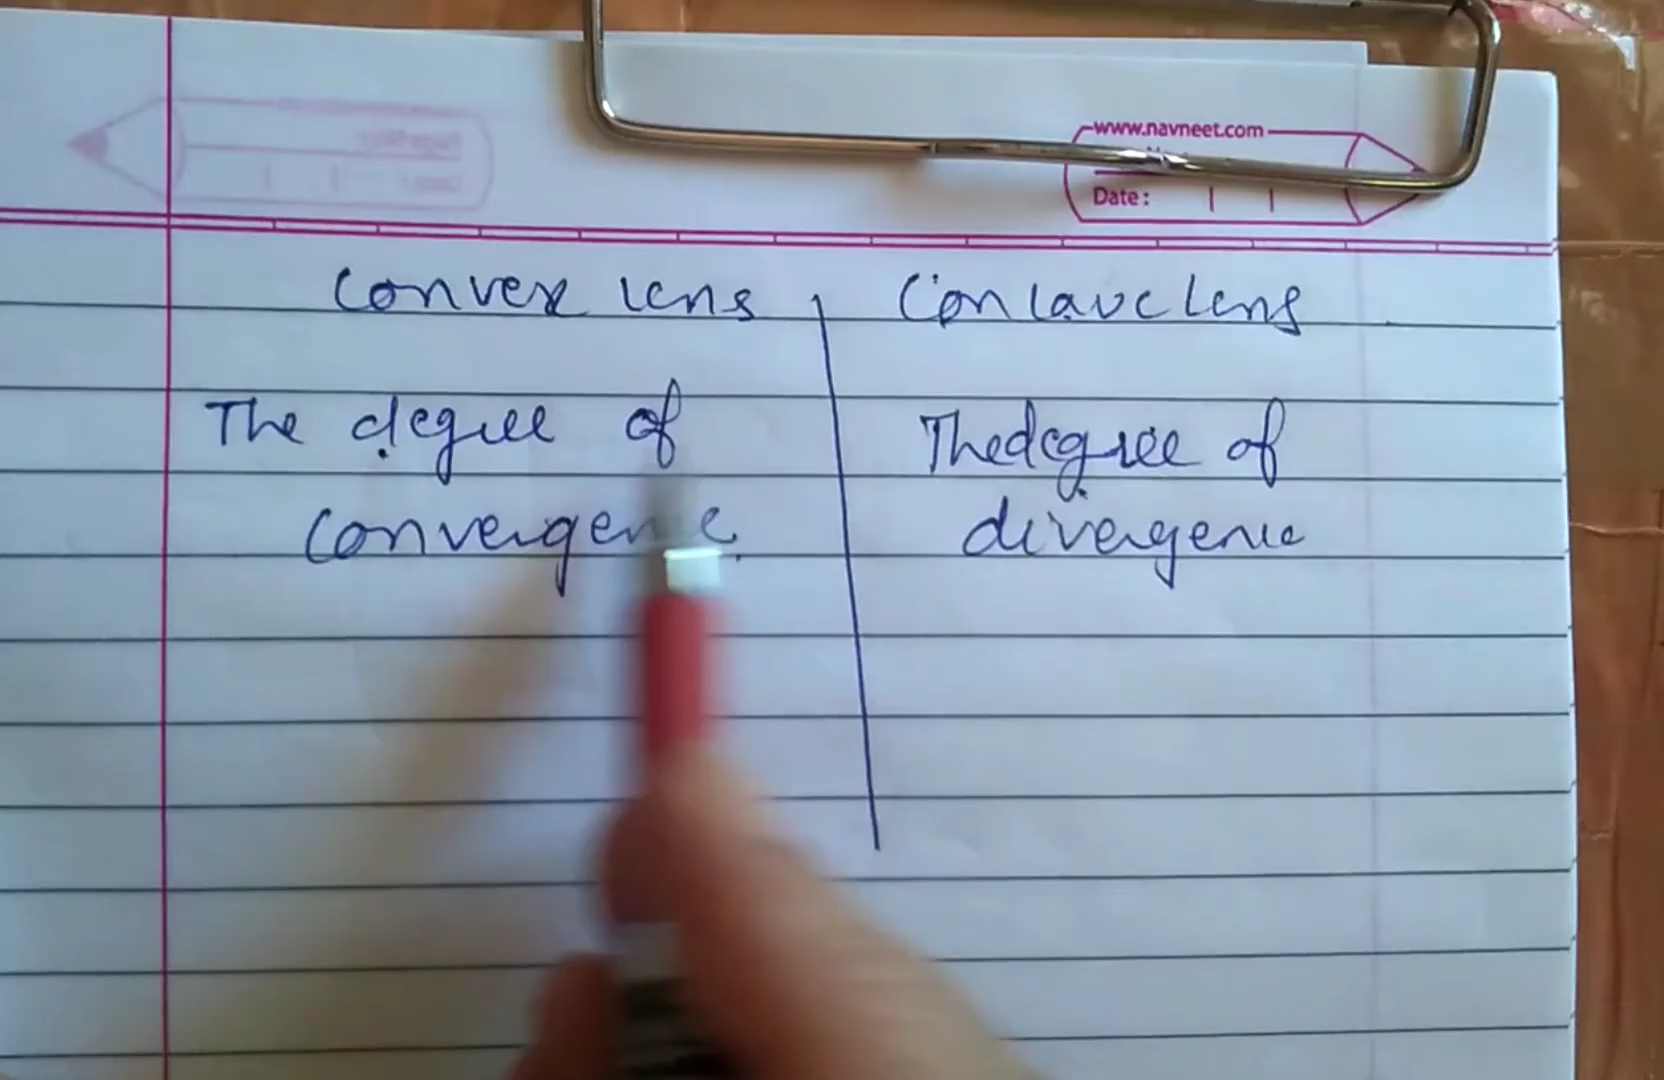 www.navneet.com
Date:
Convex lens
Concave lens
The degree of
convergence
The degree of
divergence